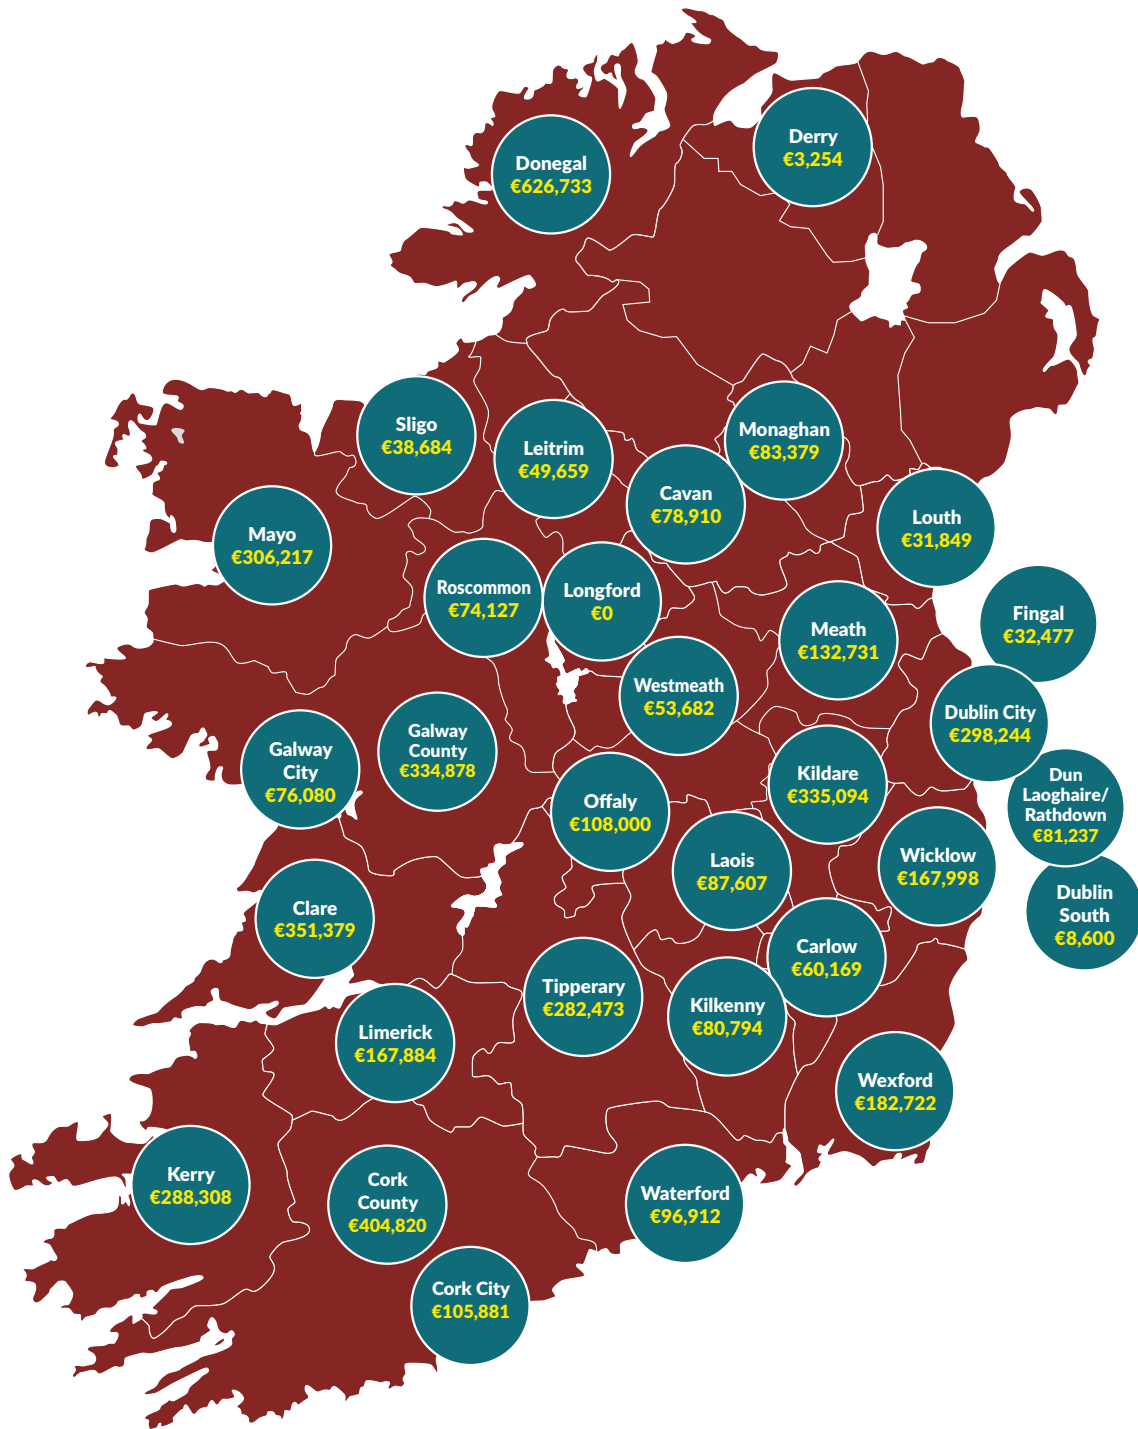 Derry
€3,254
Donegal
€626,733
Sligo
€38,684
Leitrim
€49,659
Monaghan
€83,379
Cavan
€78,910
Louth
€31,849
Mayo
€306,217
Roscommon
€74,127
Longford
€0
Meath
€132,731
Fingal
€32,477
Westmeath
€53,682
Dublin City
€298,244
Galway
City
€76,080
Galway
County
€334,878
Offaly
€108,000
Kildare
€335,094
Dun
Laoghaire/
Rathdown
€81,237
Laois
€87,607
Wicklow
€167,998
Dublin
South
€8,600
Clare
€351,379
Carlow
€60,169
Tipperary
€282,473
Kilkenny
€80,794
Limerick
€167,884
Wexford
€182,722
Kerry
€288,308
Cork
County
€404,820
Waterford
€96,912
Cork City
€105,881